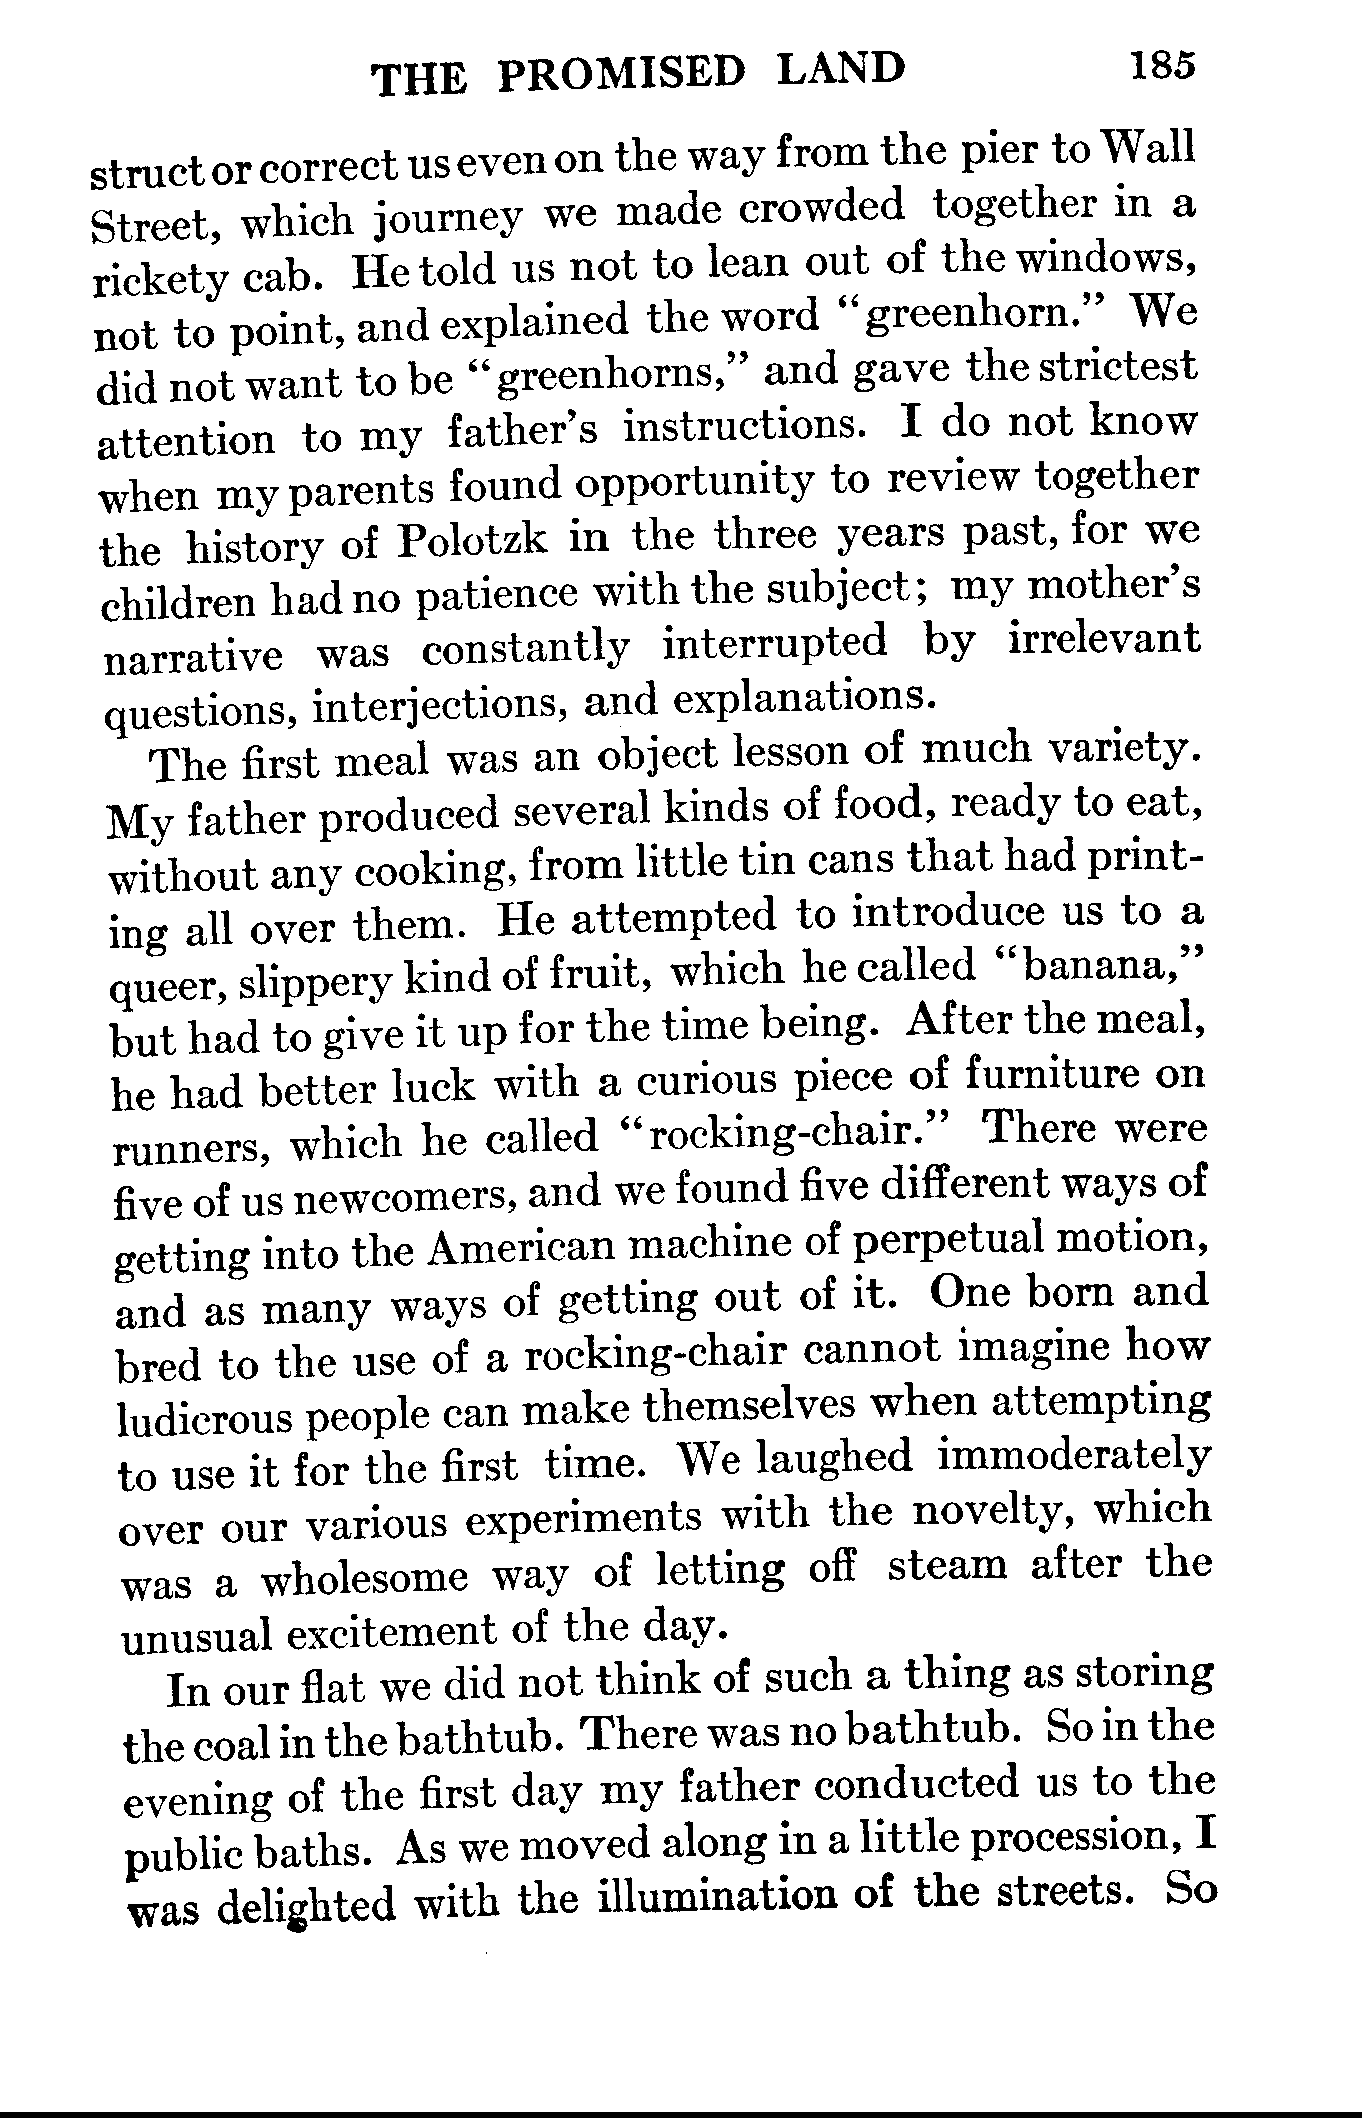 THE PROMISED LAND 185
struct or correct us even on the way from the pier to Wall
Street, which journey we made crowded together in a
rickety cab. He told us not to lean out of the windows,
not to point, and explained the word “greenhorn.” We
did not want to be “greenhorns,” and gave the strictest
attention to my father’s instructions. I do not know
when my parents found opportunity to review together
the history of Polotzk in the three years past, for we
children had no patience with the subject; my mother’s
narrative was constantly interrupted by irrelevant
questions, interjections, and explanations.
The first meal was an object lesson of much variety.
My father produced several kinds of food, ready to eat,
without any cooking, from little tin cans that had print-
ing all over them. He attempted to introduce us to a
queer, slippery kind of fruit, which he called “banana,”
but had to give it up for the time being. After the meal,
he had better luck with a curious piece of furniture on
runners, which he called “rocking-chair.” There were
five of us newcomers, and we found five different ways of
getting into the American machine of perpetual motion,
and as many ways of getting out of it. One born and
bred to the use of a rocking-chair cannot imagine how
ludicrous people can make themselves when attempting
to use it for the first time. We laughed immoderately
over our various experiments with the novelty, which
was a wholesome way of letting off steam after the
unusual excitement of the day.
In our flat we did not think of such a thing as storing
the coal in the bathtub. There was no bathtub. So in the
evening of the first day my father conducted us to the
public baths. As we moved along in a little procession, I
was delighted with the illumination of the streets. So